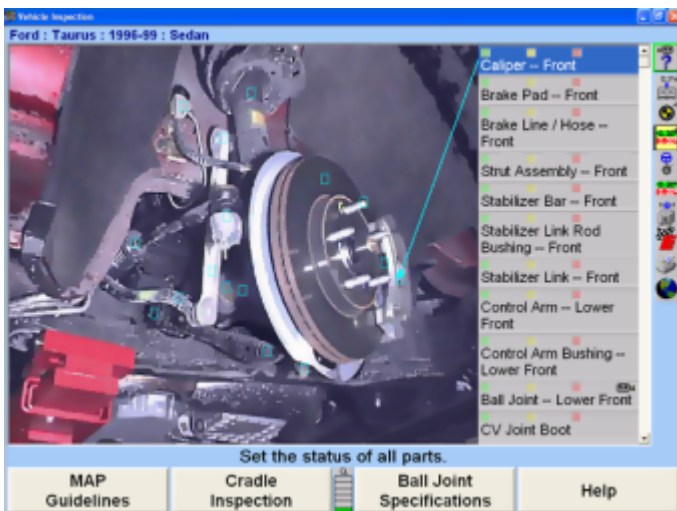 Vehicle Inspection
Ford : Taurus : 1996-99 : Sedan
Caliper -- Front
Brake Pad -- Front
Brake Line / Hose --
Front
Strut Assembly -- Front
Stabilizer Bar -- Front
Stabilizer Link Rod
Bushing -- Front
Stabilizer Link -- Front
Control Arm -- Lower
Front
Control Arm Bushing --
Lower Front
Ball Joint -- Lower Front
CV Joint Boot
Set the status of all parts.
MAP
Guidelines
Cradle
Inspection
Ball Joint
Specifications
Help